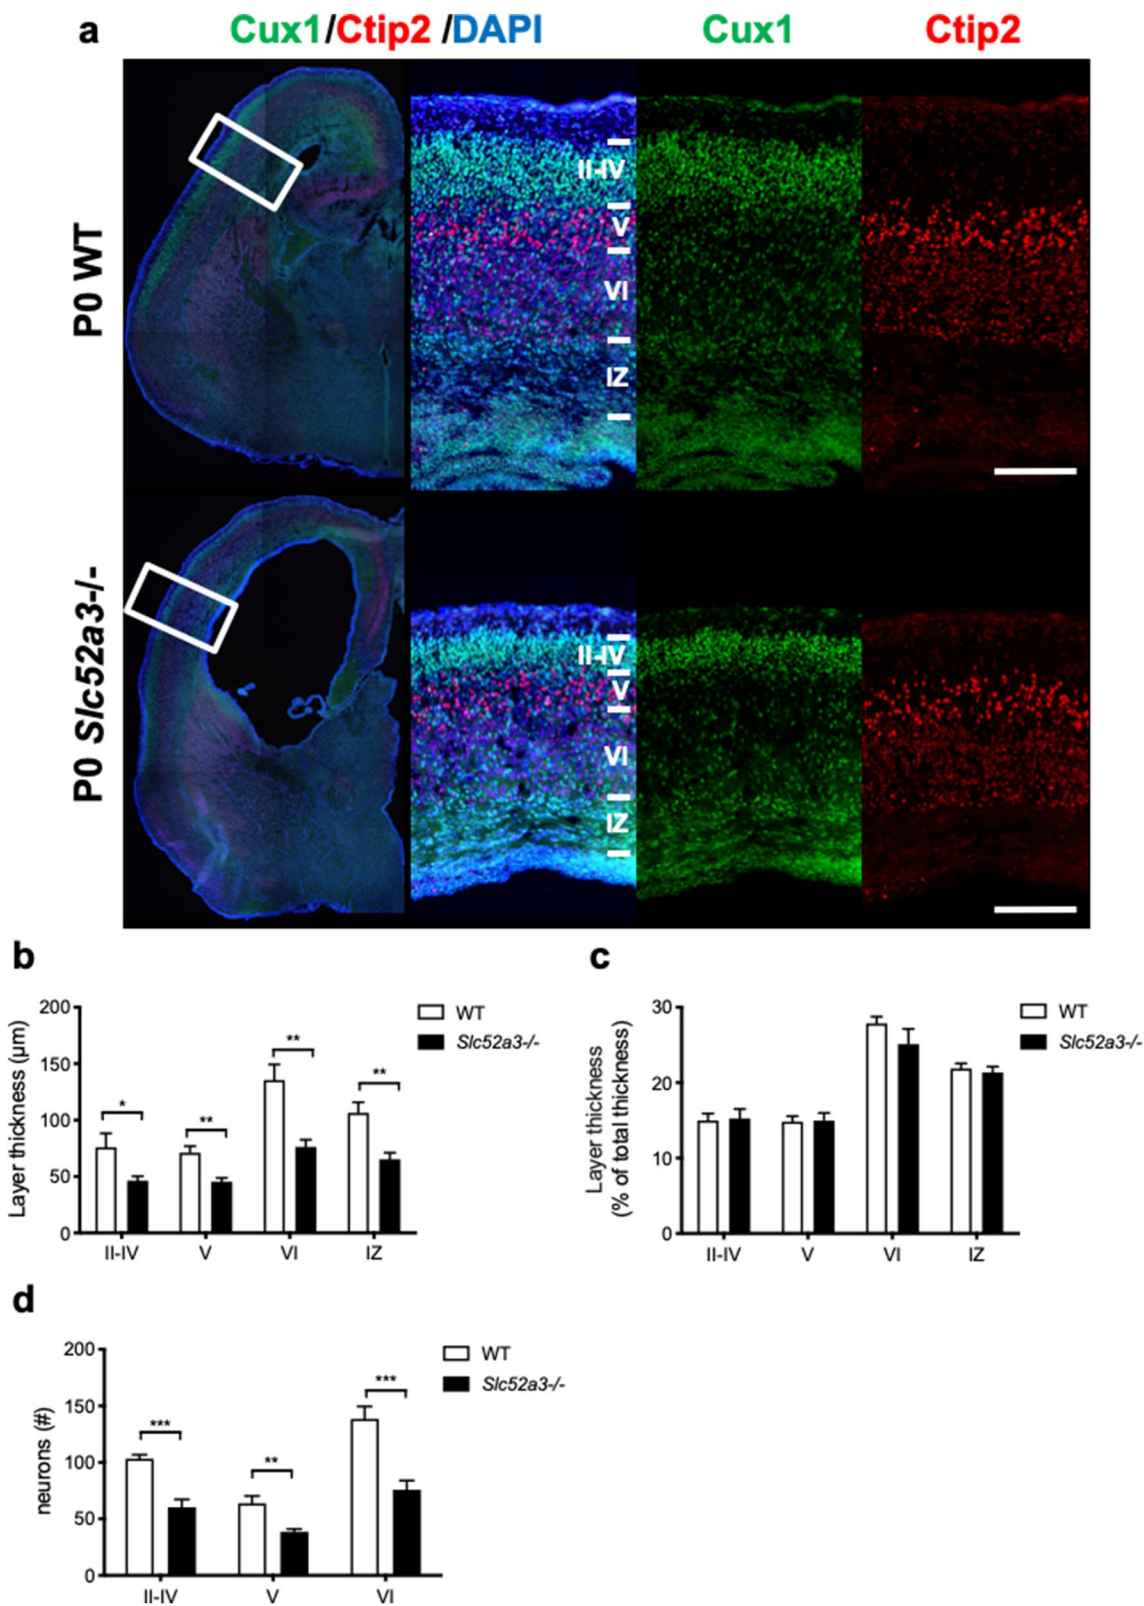 a
Cux1/Ctip2 /DAPI
Cux1
Ctip2
P0 WT
II-IV
V
VI
IZ
P0 Slc52a3-/-
II-IV
V
VI
IZ
b
200
150
100
50
0
Layer thickness (µm)
WT
Slc52a3-/-
*
**
**
**
II-IV
V
VI
IZ
c
30
20
10
0
Layer thickness
(% of total thickness)
WT
Slc52a3-/-
II-IV
V
VI
IZ
d
200
150
100
50
0
neurons (#)
WT
Slc52a3-/-
***
**
***
II-IV
V
VI